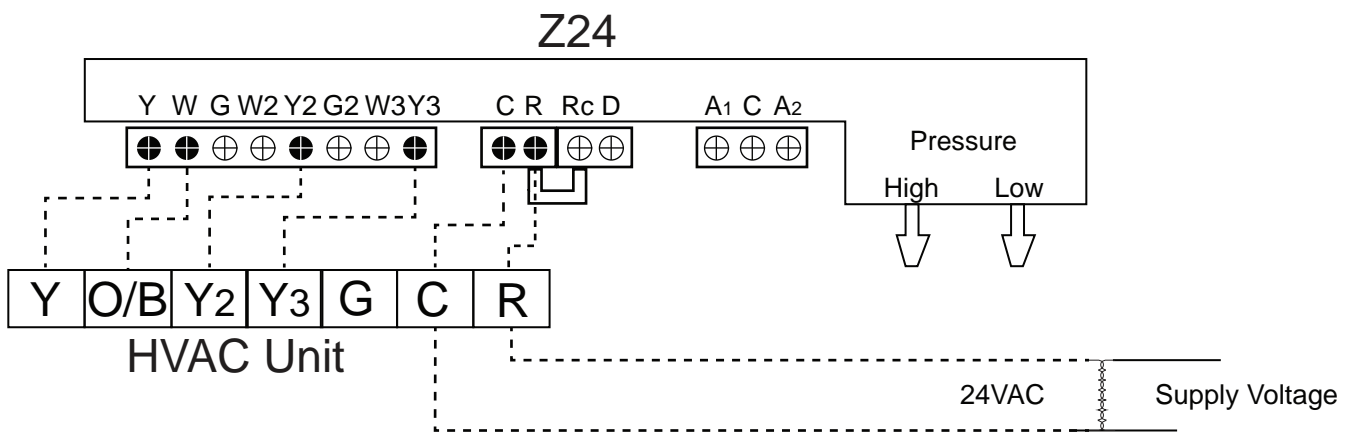 Z24
Y W G W2 Y2 G2 W3 Y3 C R Rc D A1 C A2
Pressure
High Low
Y O/B Y2 Y3 G C R
HVAC Unit
24VAC Supply Voltage